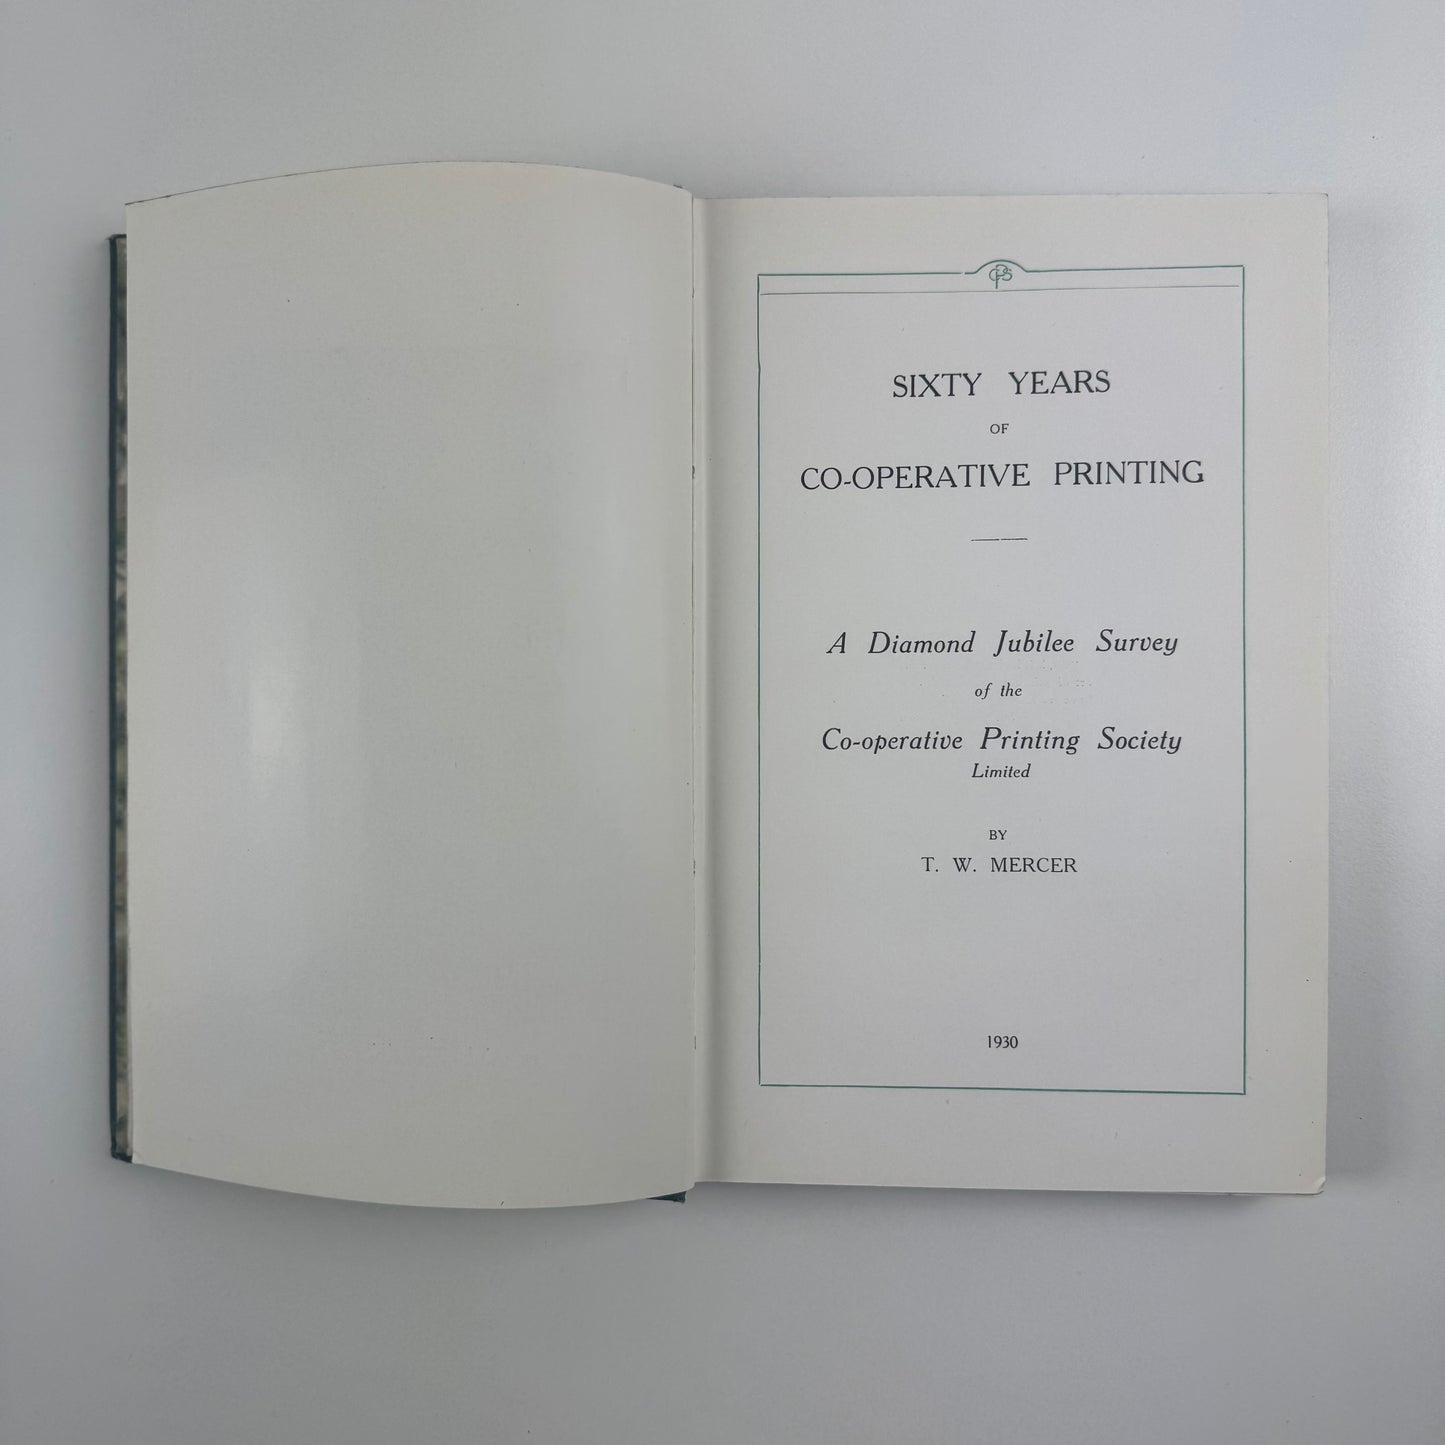 CPS
SIXTY YEARS
OF
CO-OPERATIVE PRINTING
A Diamond Jubilee Survey
of the
Co-operative Printing Society
Limited
BY
T. W. MERCER
1930